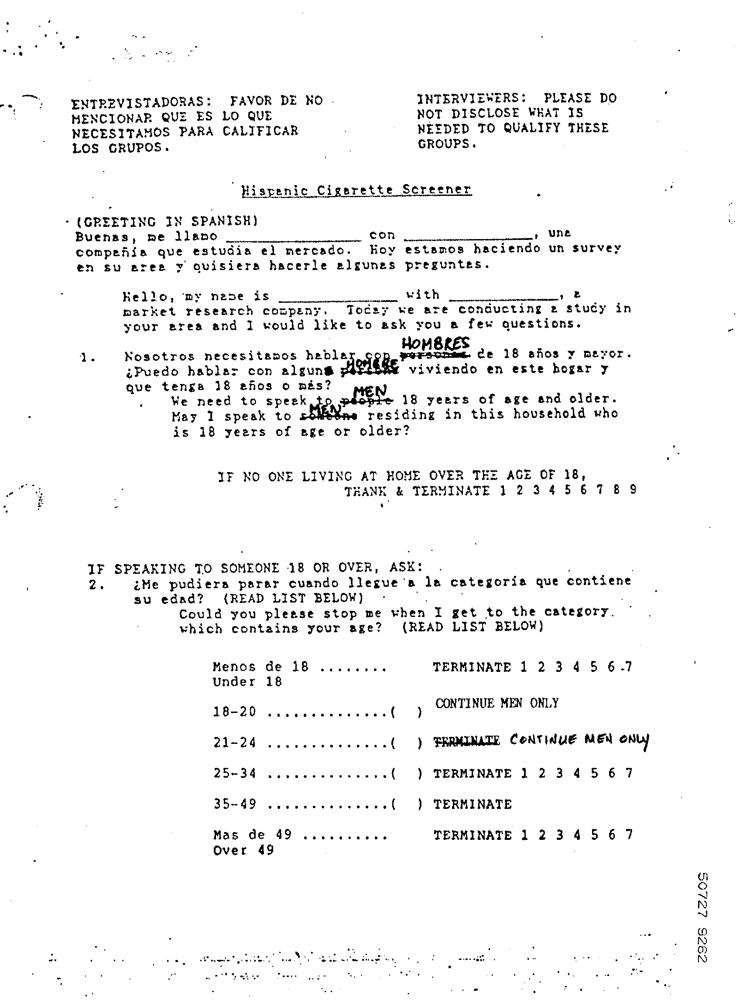 ENTREVISTADORAS: FAVOR DE NO
MENCIONAR QUE ES LO QUE
NECESITAMOS PARA CALIFICAR
LOS GRUPOS.
INTERVIEWERS: PLEASE DO
NOT DISCLOSE WHAT IS
NEEDED TO QUALIFY THESE
GROUPS.
Hispanic Cigarette Screener
(GREETING IN SPANISH)
Buenas, me llamo ____________ con ____________, una
compañia que estudia el mercado. Hoy estamos haciendo un survey
en su area y quisiera hacerle algunas preguntas.
Hello, my name is ____________ with ____________, a
market research company. Today we are conducting a study in
your area and I would like to ask you a few questions.
HOMBRES
1. Nosotros necesitamos hablar con personas de 18 años y mayor.
HOMBRE
¿Puedo hablar con algun viviendo en este hogar y
que tenga 18 años o más?
MEN
We need to speak to people 18 years of age and older.
MEN
May I speak to someone residing in this household who
is 18 years of age or older?
IF NO ONE LIVING AT HOME OVER THE AGE OF 18,
THANK & TERMINATE 1 2 3 4 5 6 7 8 9
IF SPEAKING TO SOMEONE 18 OR OVER, ASK:
2. ¿Me pudiera parar cuando llegue a la categoria que contiene
su edad? (READ LIST BELOW)
Could you please stop me when I get to the category
which contains your age? (READ LIST BELOW)
Menos de 18 ........ TERMINATE 1 2 3 4 5 6 7
Under 18
18-20 ..............( ) CONTINUE MEN ONLY
21-24 ..............( ) TERMINATE CONTINUE MEN ONLY
25-34 ..............( ) TERMINATE 1 2 3 4 5 6 7
35-49 ..............( ) TERMINATE
Mas de 49 .......... TERMINATE 1 2 3 4 5 6 7
Over 49
50727 9262